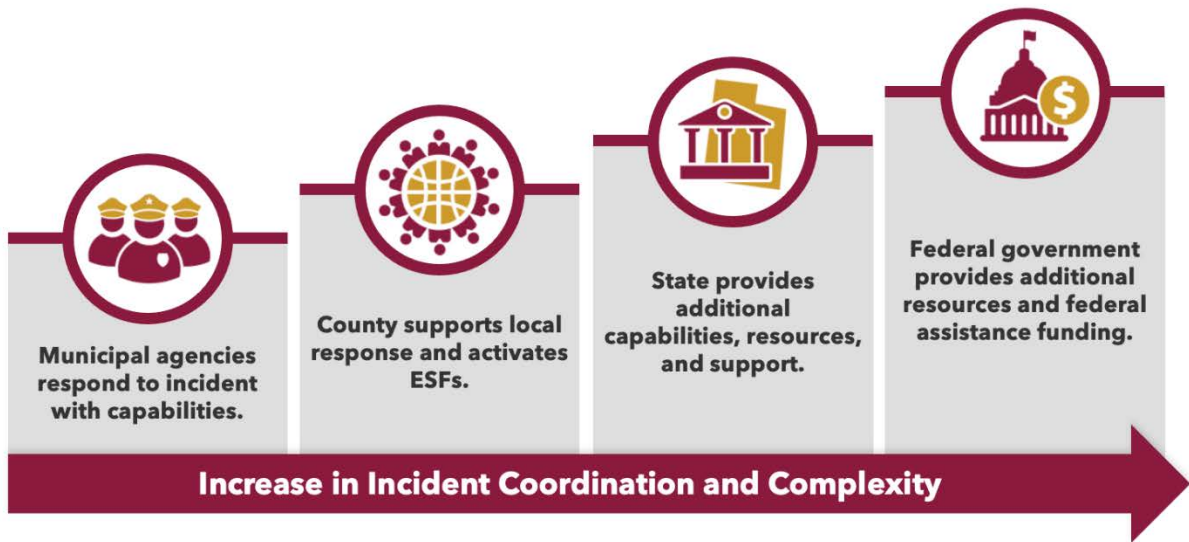 Municipal agencies
respond to incident
with capabilities.
County supports local
response and activates
ESFs.
State provides
additional
capabilities, resources,
and support.
$
Federal government
provides additional
resources and federal
assistance funding.
Increase in Incident Coordination and Complexity